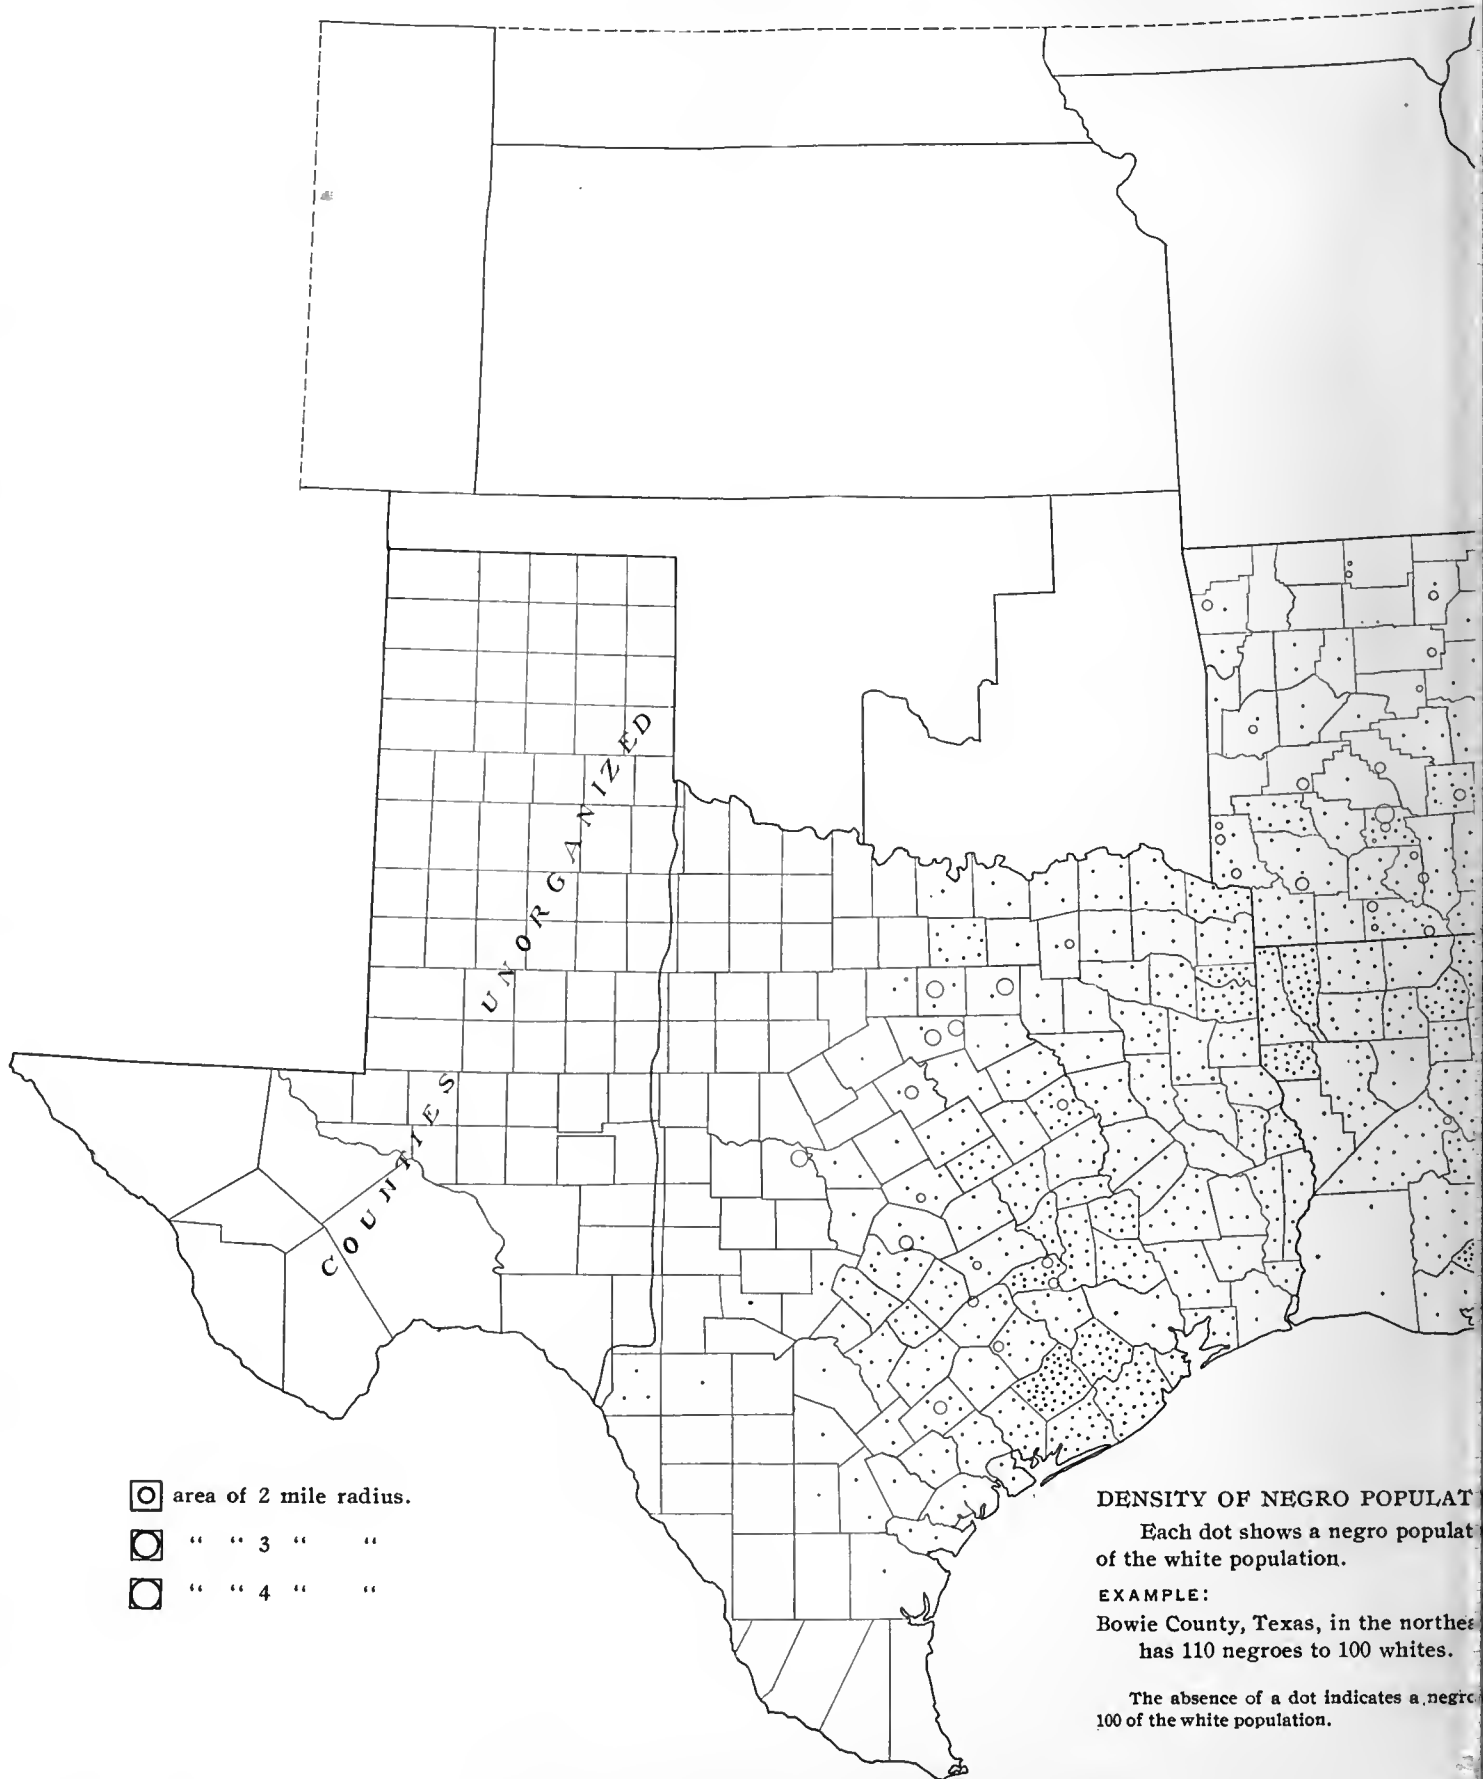 UNORGANIZED
COUNTIES
area of 2 mile radius.
“ “ 3 “ “
“ “ 4 “ “
DENSITY OF NEGRO POPULAT
Each dot shows a negro populat
of the white population.
EXAMPLE:
Bowie County, Texas, in the northea
has 110 negroes to 100 whites.
The absence of a dot indicates a negro
100 of the white population.